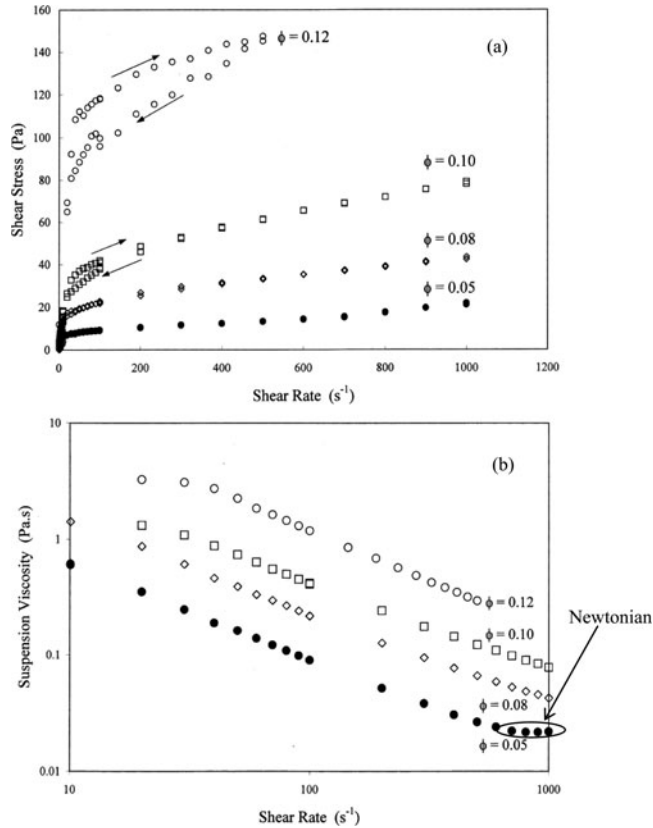 160
140
120
100
80
60
40
20
0
Shear Stress (Pa)
ϕ = 0.12
(a)
ϕ = 0.10
ϕ = 0.08
ϕ = 0.05
0 200 400 600 800 1000 1200
Shear Rate (s⁻¹)
10
1
0.1
0.01
Suspension Viscosity (Pa.s)
(b)
Newtonian
ϕ = 0.12
ϕ = 0.10
ϕ = 0.08
ϕ = 0.05
10 100 1000
Shear Rate (s⁻¹)